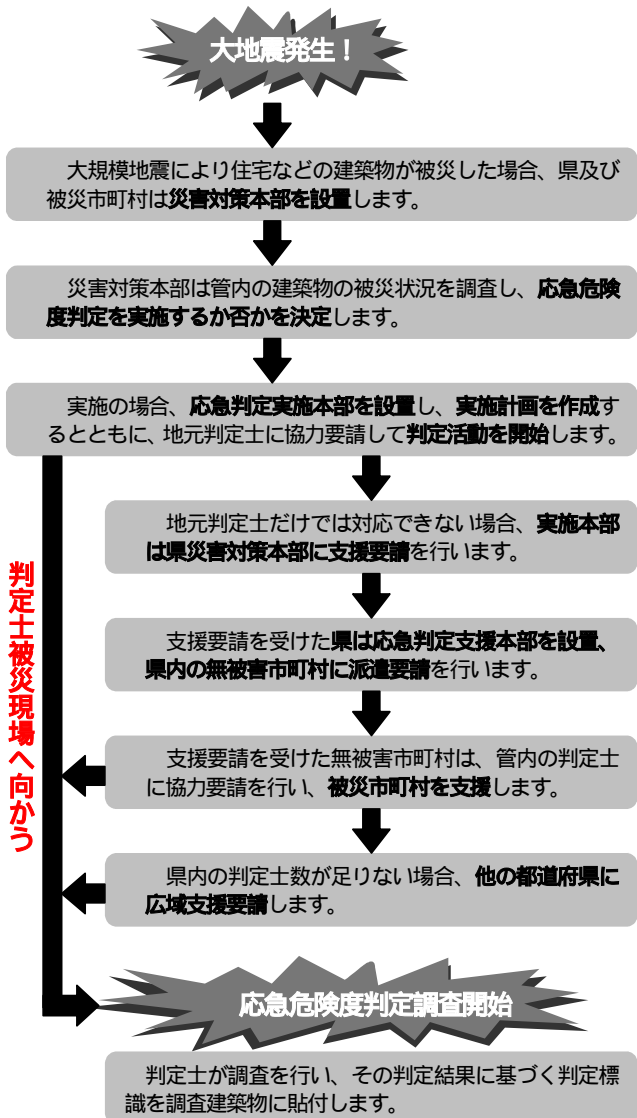 大地震発生！
大規模地震により住宅などの建築物が被災した場合、県及び
被災市町村は災害対策本部を設置します。
災害対策本部は管内の建築物の被災状況を調査し、応急危険
度判定を実施するか否かを決定します。
実施の場合、応急判定実施本部を設置し、実施計画を作成す
るとともに、地元判定士に協力要請して判定活動を開始します。
地元判定士だけでは対応できない場合、実施本部
は県災害対策本部に支援要請を行います。
支援要請を受けた県は応急判定支援本部を設置、
県内の無被害市町村に派遣要請を行います。
支援要請を受けた無被害市町村は、管内の判定士
に協力要請を行い、被災市町村を支援します。
県内の判定士数が足りない場合、他の都道府県に
広域支援要請します。
判定士被災現場へ向かう
応急危険度判定調査開始
判定士が調査を行い、その判定結果に基づく判定標
識を調査建築物に貼付します。